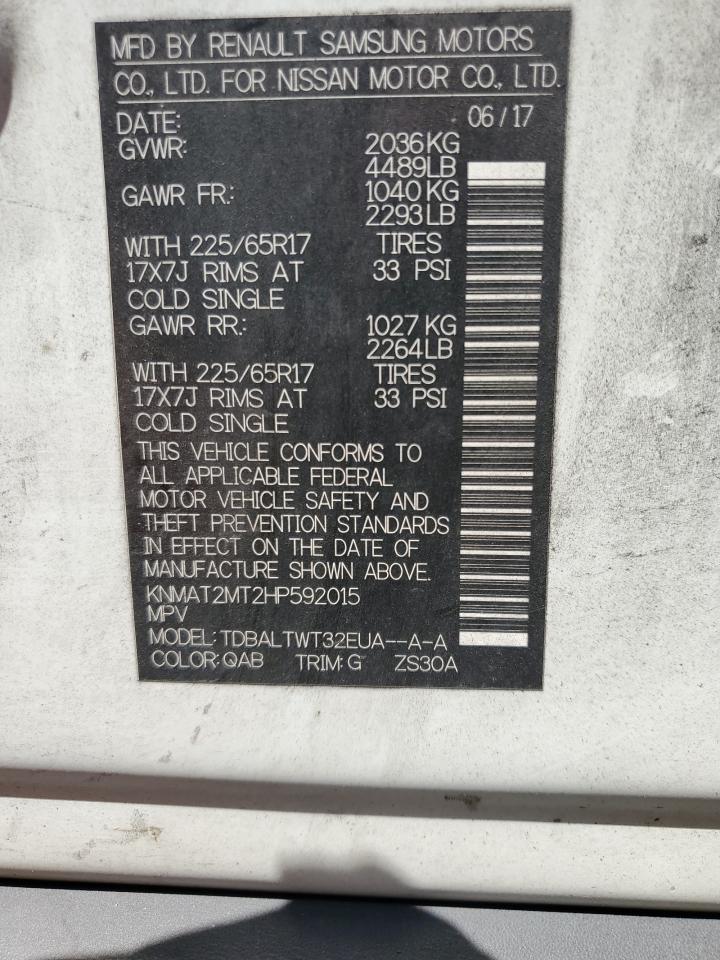 MFD BY RENAULT SAMSUNG MOTORS
CO., LTD. FOR NISSAN MOTOR CO., LTD.
DATE: 06/17
GVWR: 2036KG
4489LB
GAWR FR: 1040KG
2293LB
WITH 225/65R17 TIRES
17X7J RIMS AT 33 PSI
COLD SINGLE
GAWR RR: 1027KG
2264LB
WITH 225/65R17 TIRES
17X7J RIMS AT 33 PSI
COLD SINGLE
THIS VEHICLE CONFORMS TO
ALL APPLICABLE FEDERAL
MOTOR VEHICLE SAFETY AND
THEFT PREVENTION STANDARDS
IN EFFECT ON THE DATE OF
MANUFACTURE SHOWN ABOVE.
KNMAT2MT2HP592015
MPV
MODEL: TDBALTWT32EUA--A-A
COLOR: QAB TRIM: G ZS30A